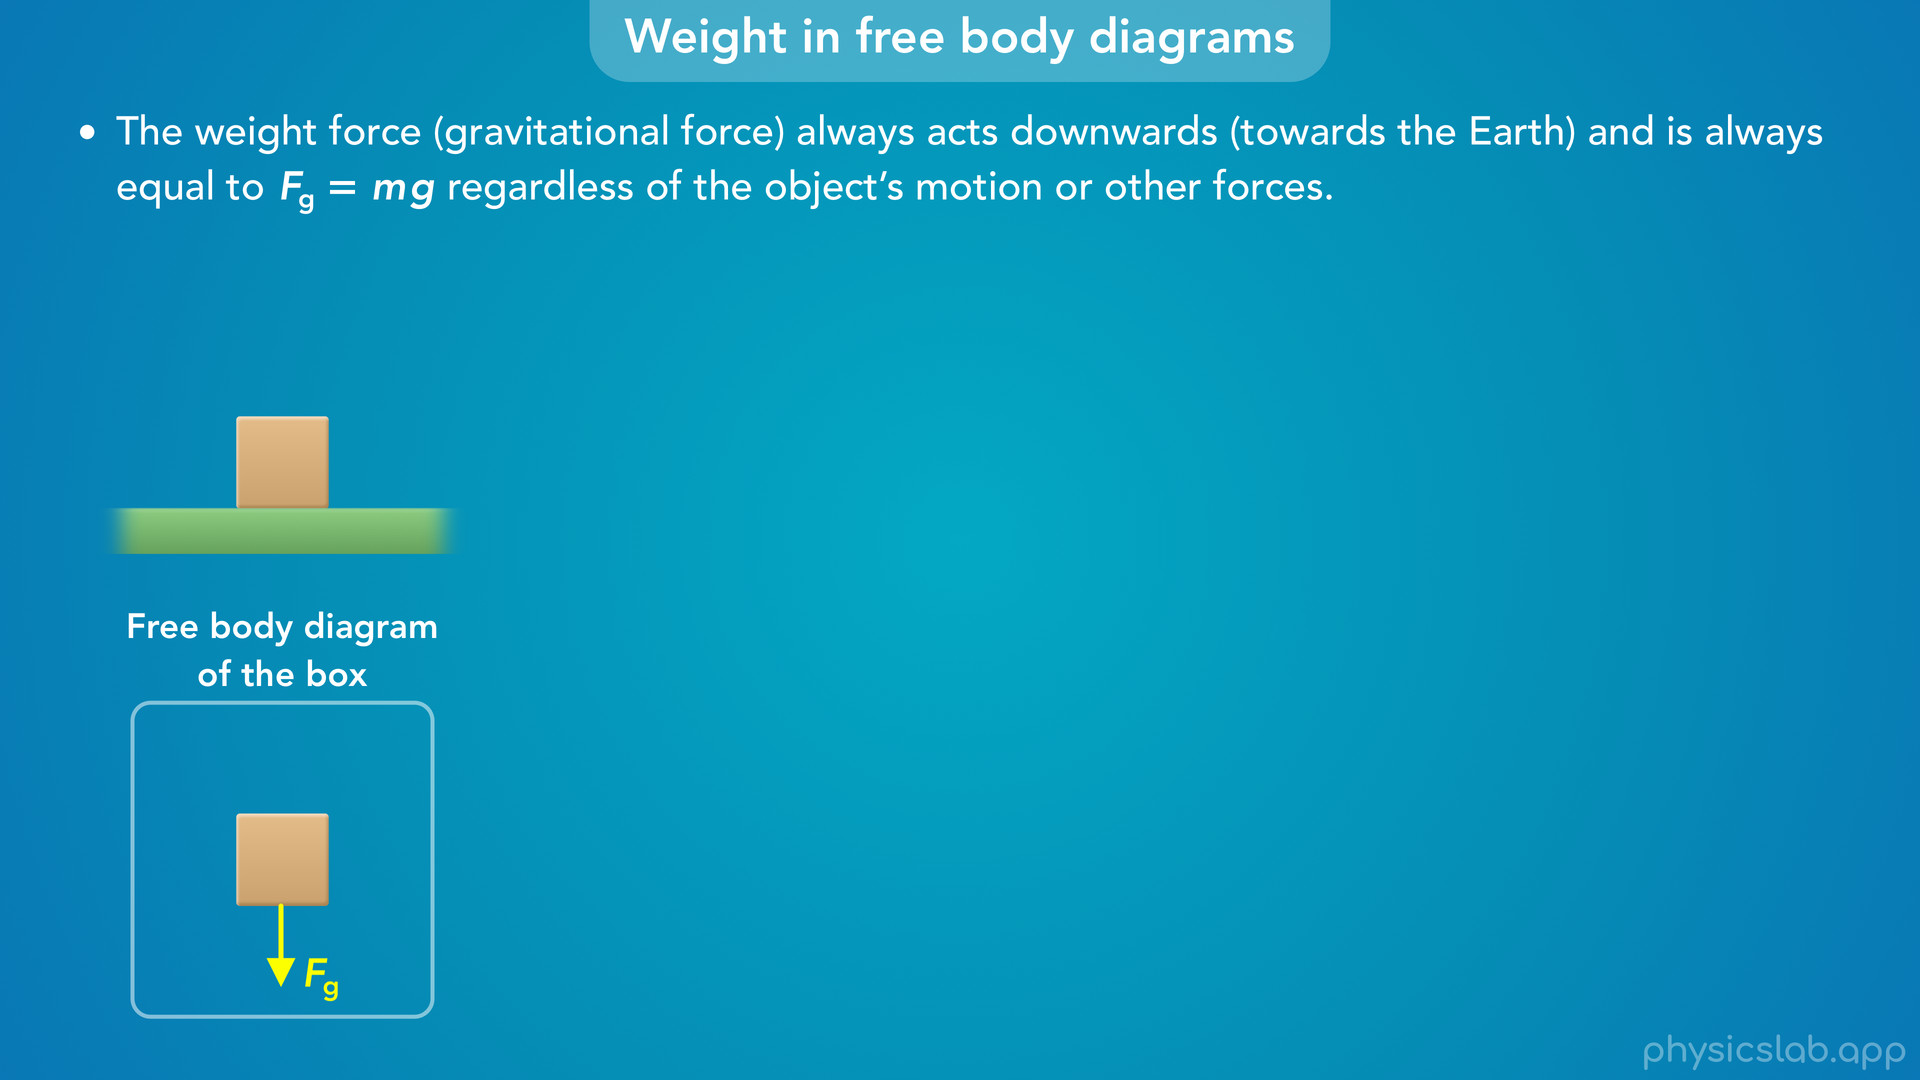 Weight in free body diagrams
• The weight force (gravitational force) always acts downwards (towards the Earth) and is always
equal to Fg = mg regardless of the object’s motion or other forces.
Free body diagram
of the box
Fg
physicslab.app